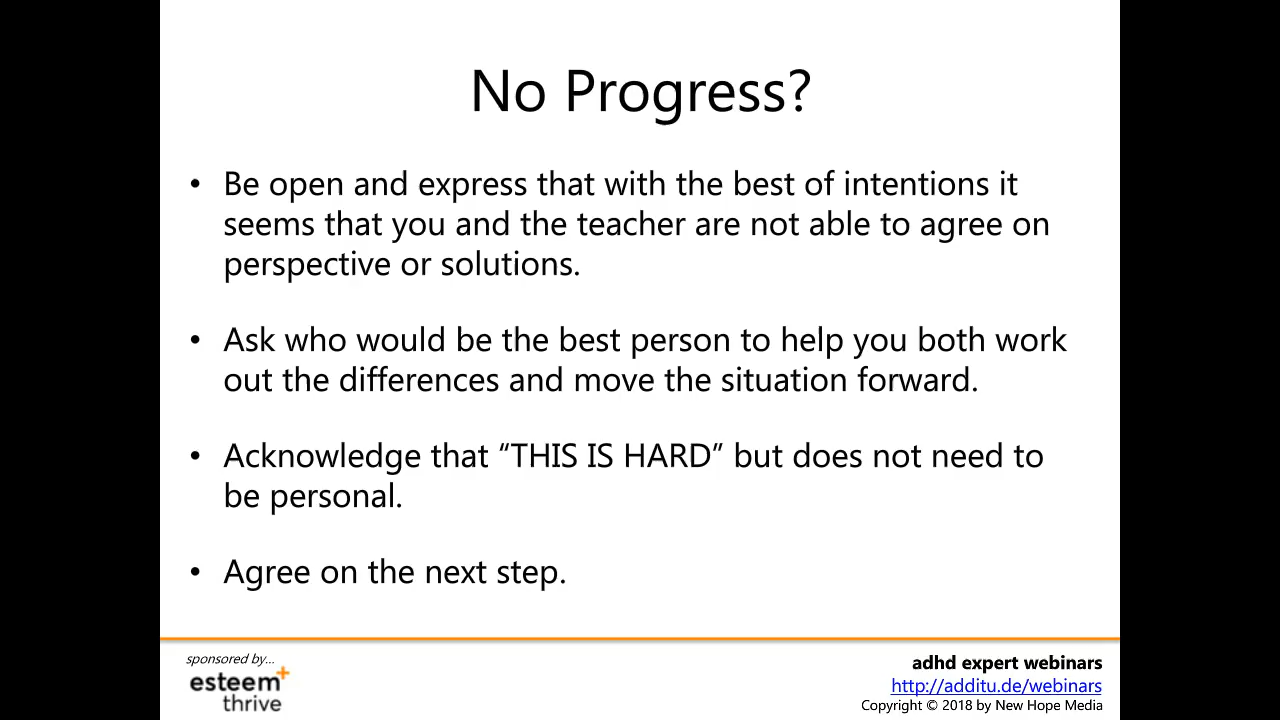 No Progress?
• Be open and express that with the best of intentions it
seems that you and the teacher are not able to agree on
perspective or solutions.
• Ask who would be the best person to help you both work
out the differences and move the situation forward.
• Acknowledge that “THIS IS HARD” but does not need to
be personal.
• Agree on the next step.
sponsored by...
esteem+
thrive
adhd expert webinars
http://additu.de/webinars
Copyright © 2018 by New Hope Media